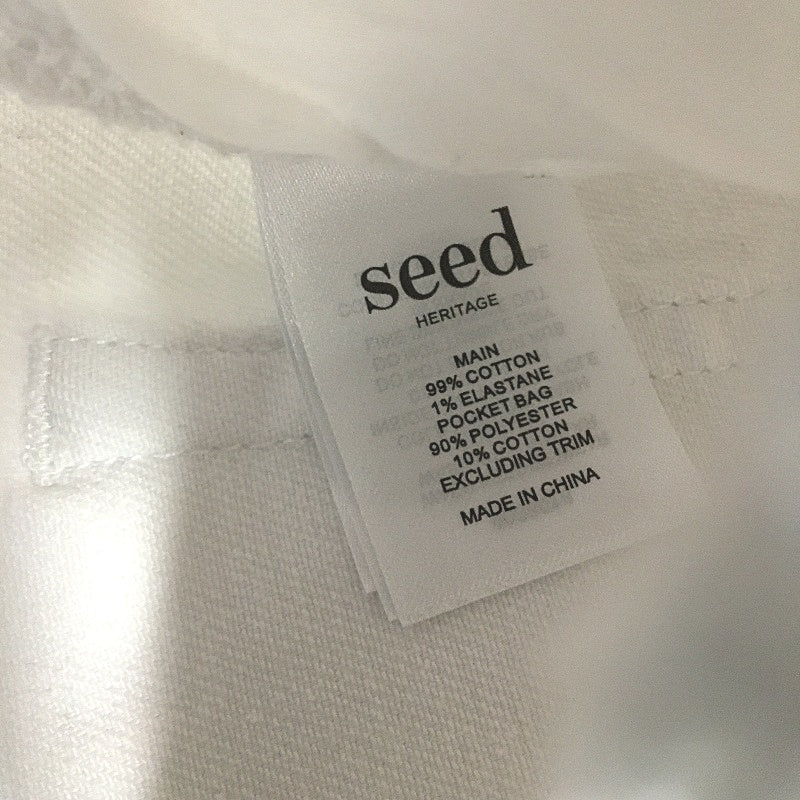 seed
HERITAGE
MAIN
99% COTTON
1% ELASTANE
POCKET BAG
90% POLYESTER
10% COTTON
EXCLUDING TRIM
MADE IN CHINA